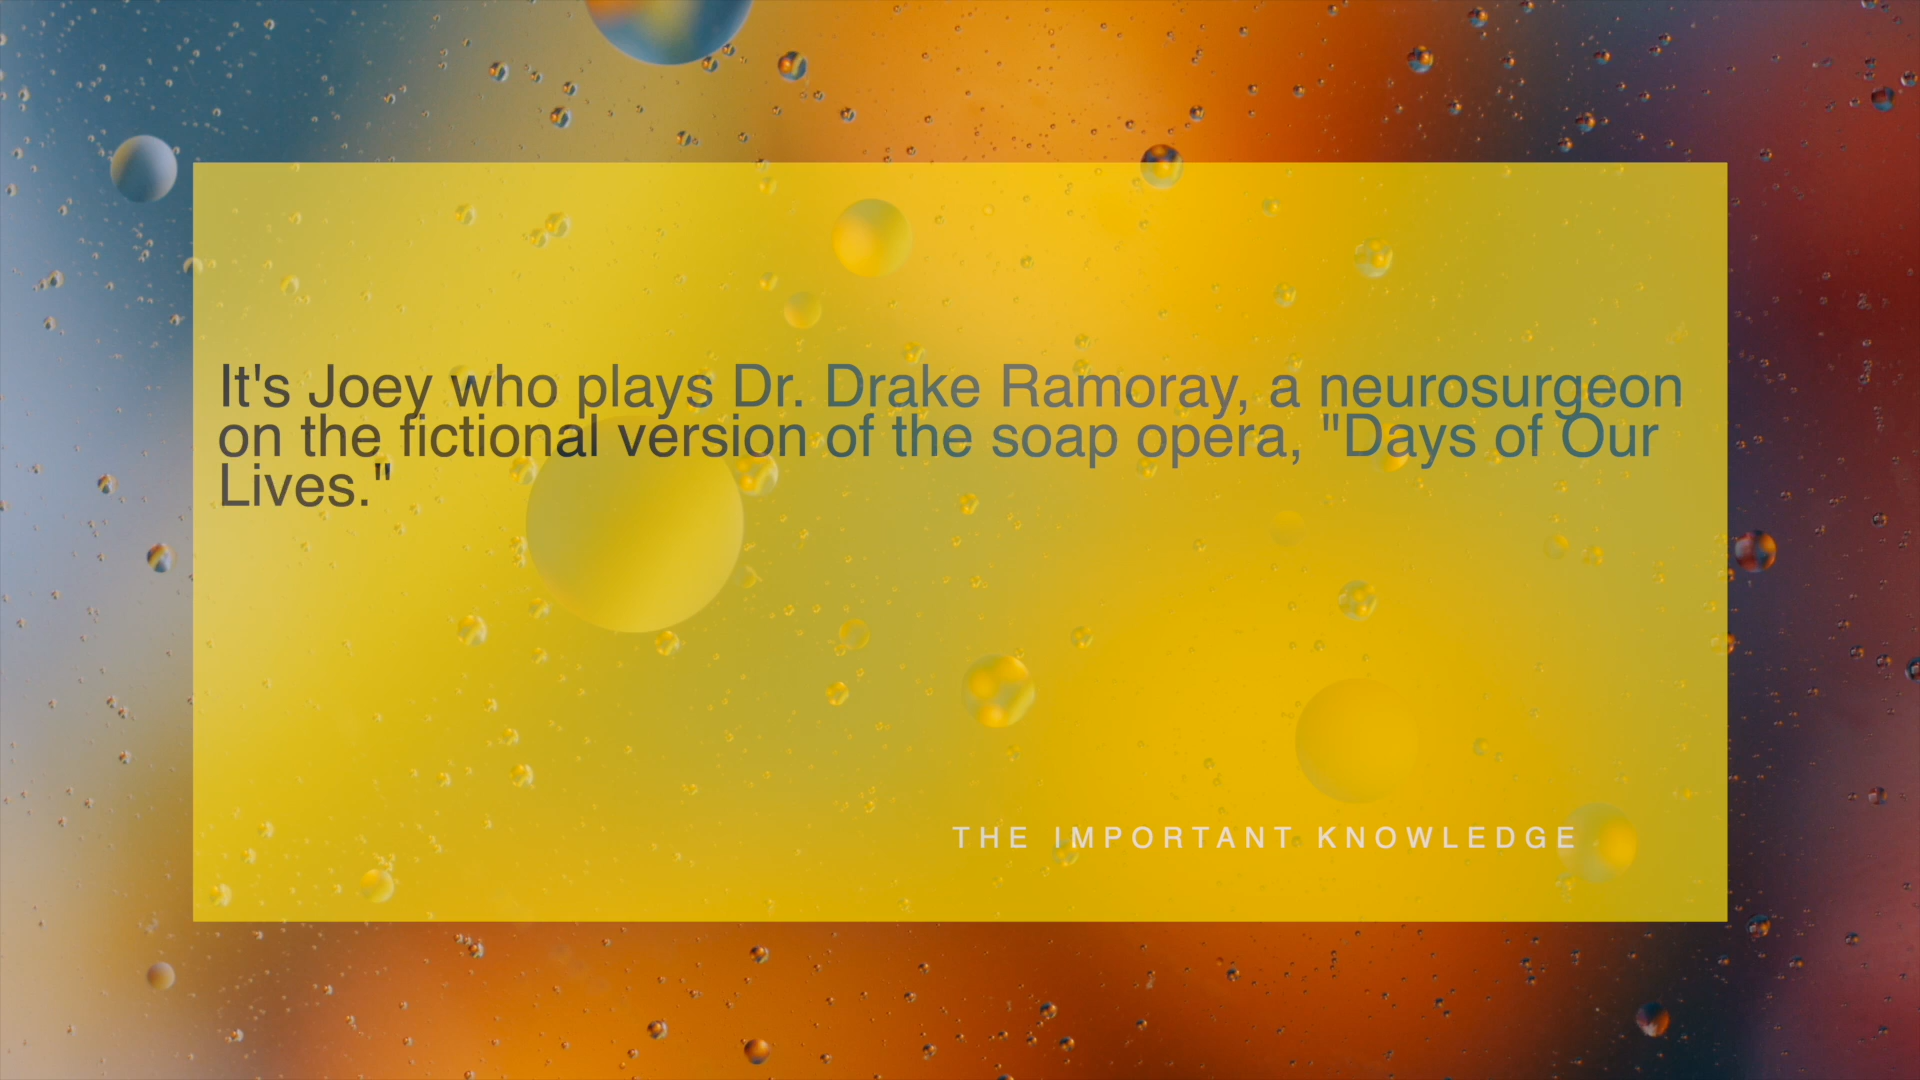 It's Joey who plays Dr. Drake Ramoray, a neurosurgeon
on the fictional version of the soap opera, "Days of Our
Lives."
THE IMPORTANT KNOWLEDGE